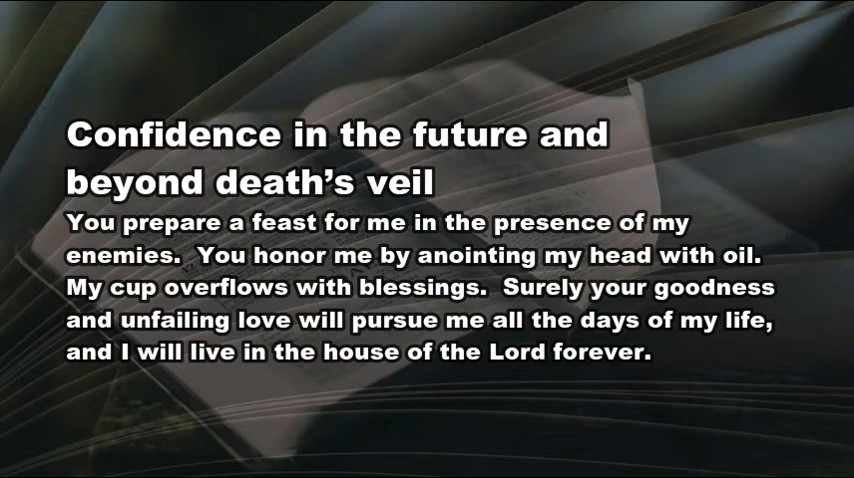 Confidence in the future and
beyond death’s veil
You prepare a feast for me in the presence of my
enemies.  You honor me by anointing my head with oil.
My cup overflows with blessings.  Surely your goodness
and unfailing love will pursue me all the days of my life,
and I will live in the house of the Lord forever.